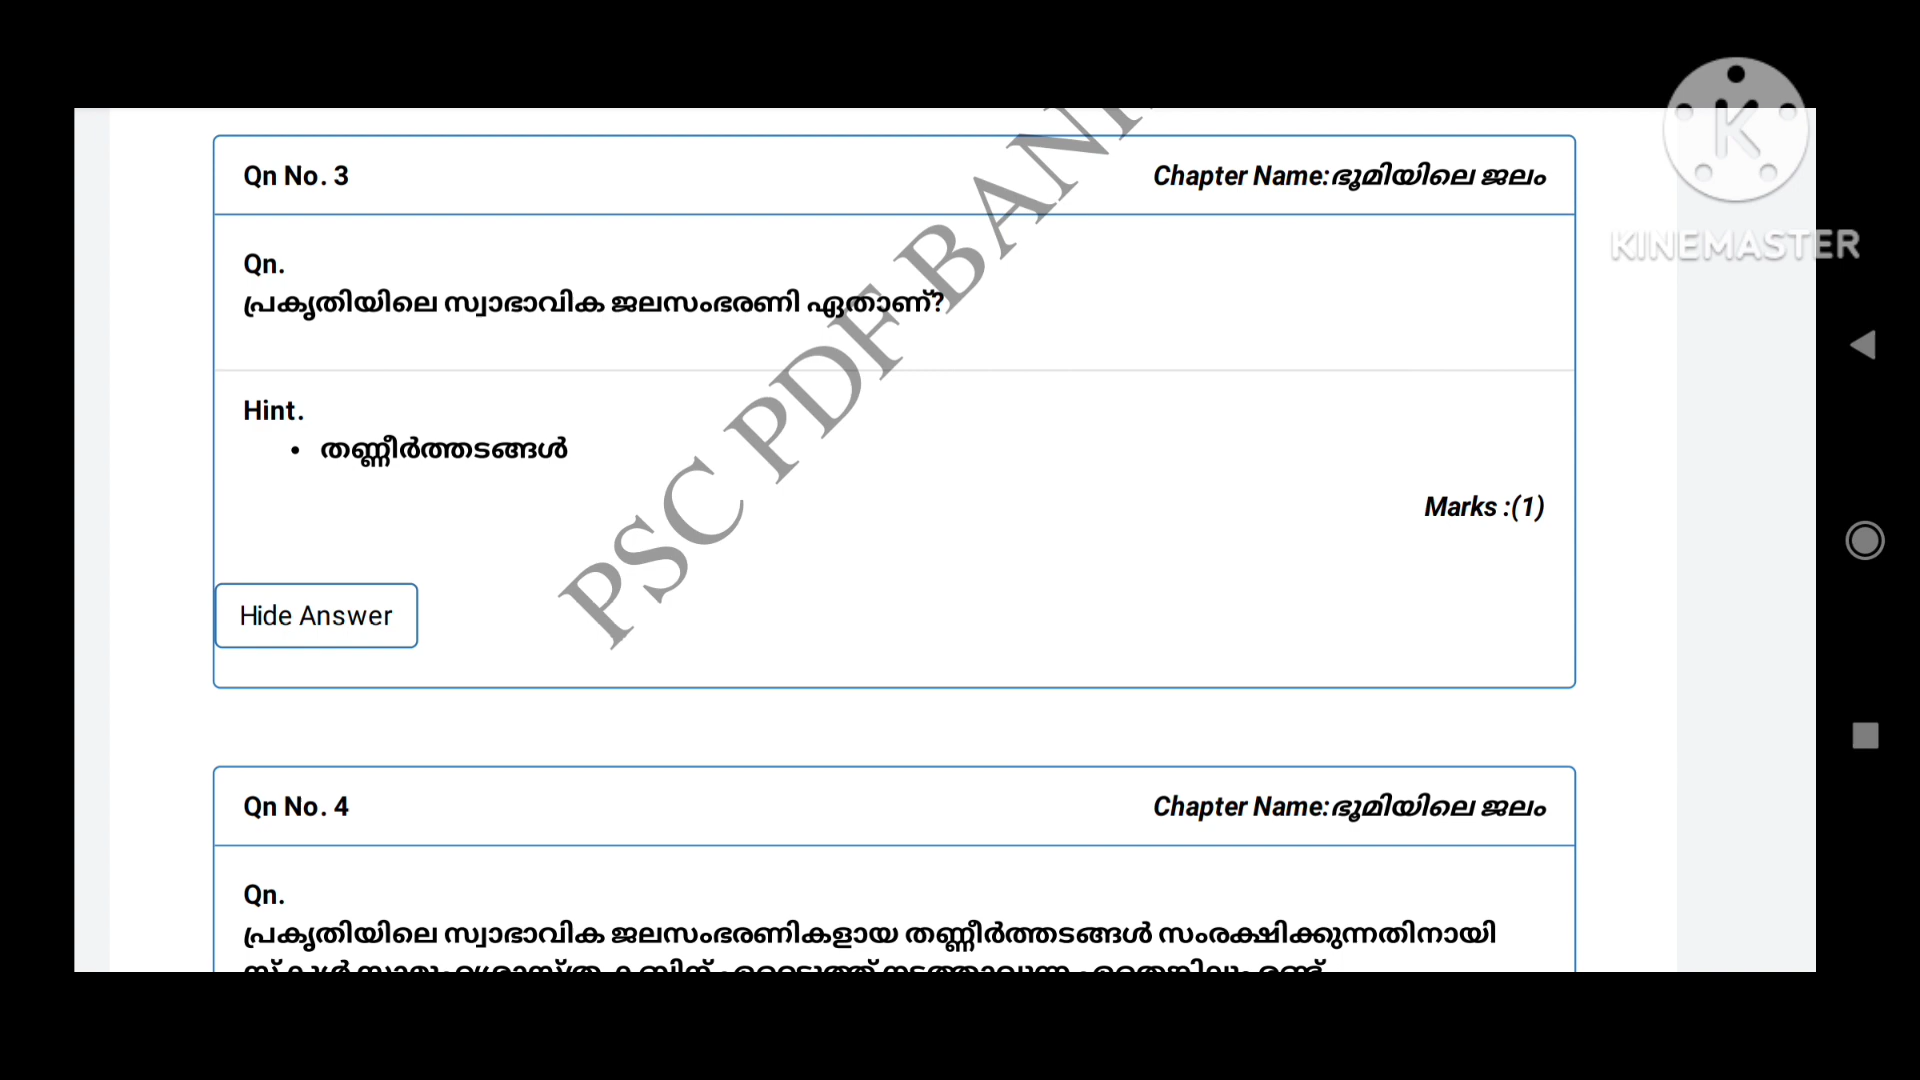 Qn No. 3
Chapter Name:ഭൂമിയിലെ ജലം
KINEMASTER
Qn.
പ്രകൃതിയിലെ സ്വാഭാവിക ജലസംഭരണി ഏതാണ്?
Hint.
• തണ്ണീർത്തടങ്ങൾ
Marks :(1)
PSC PDF BANK
Hide Answer
Qn No. 4
Chapter Name:ഭൂമിയിലെ ജലം
Qn.
പ്രകൃതിയിലെ സ്വാഭാവിക ജലസംഭരണികളായ തണ്ണീർത്തടങ്ങൾ സംരക്ഷിക്കുന്നതിനായി